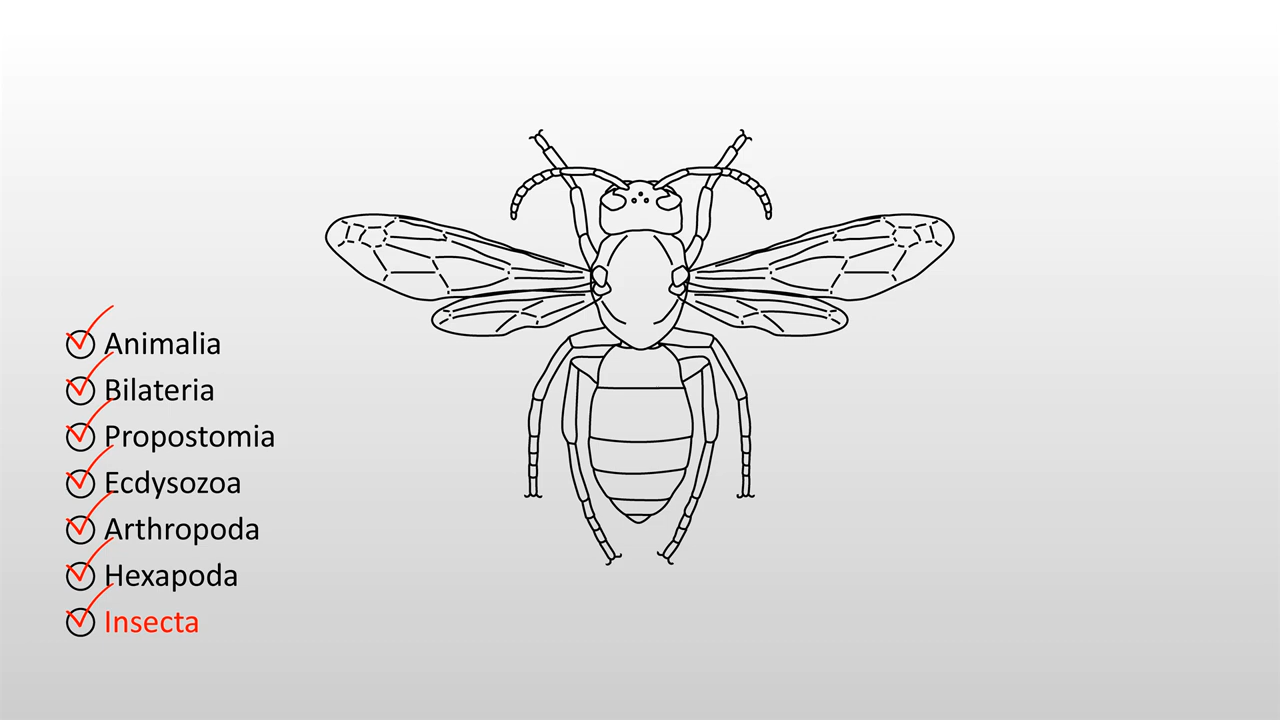 Animalia
Bilateria
Propostomia
Ecdysozoa
Arthropoda
Hexapoda
Insecta